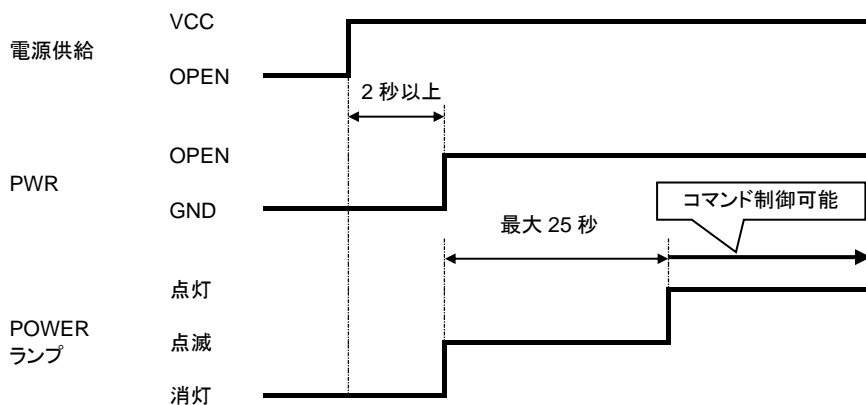 VCC
電源供給
OPEN
2 秒以上
OPEN
PWR
GND
コマンド制御可能
最大 25 秒
点灯
POWER
ランプ
点滅
消灯